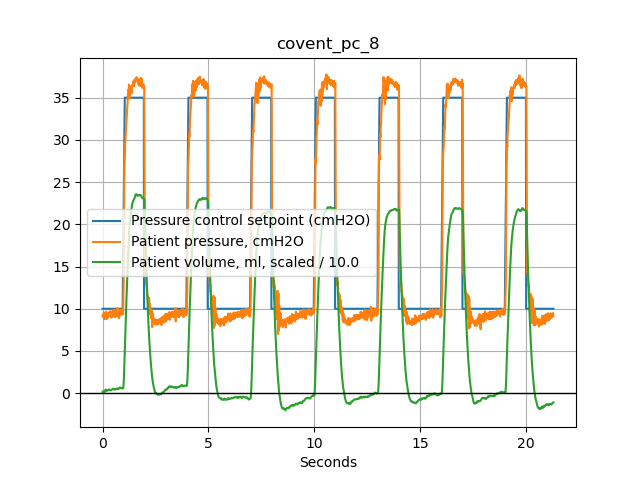 covent_pc_8
35
30
25
20
15
10
5
0
Pressure control setpoint (cmH2O)
Patient pressure, cmH2O
Patient volume, ml, scaled / 10.0
0 5 10 15 20
Seconds